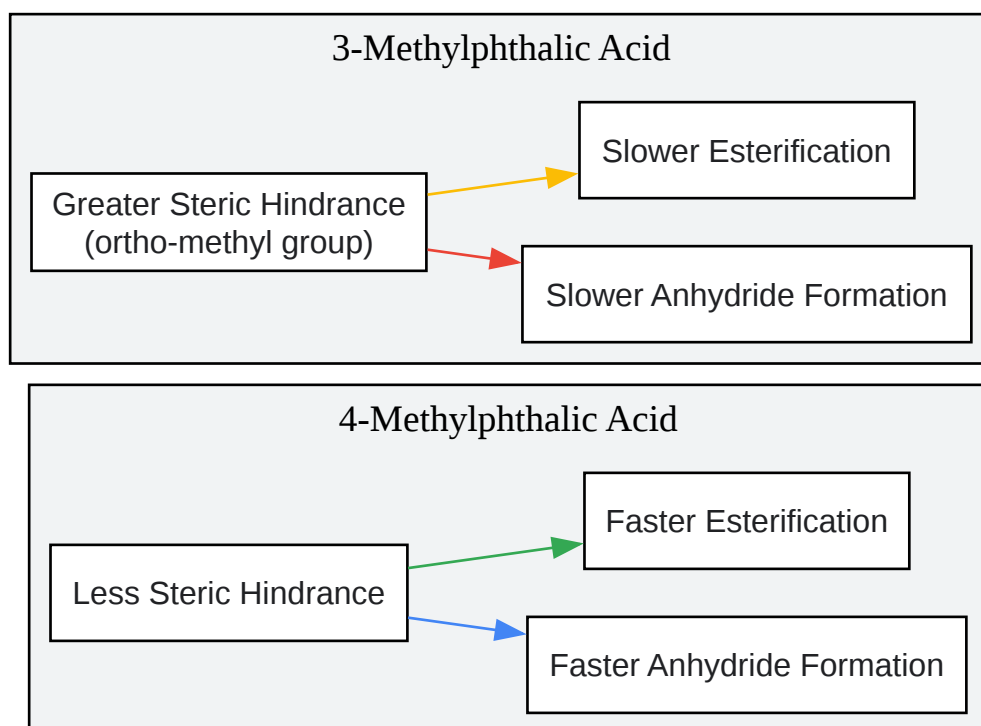 3-Methylphthalic Acid
Slower Esterification
Greater Steric Hindrance
(ortho-methyl group)
Slower Anhydride Formation
4-Methylphthalic Acid
Faster Esterification
Less Steric Hindrance
Faster Anhydride Formation